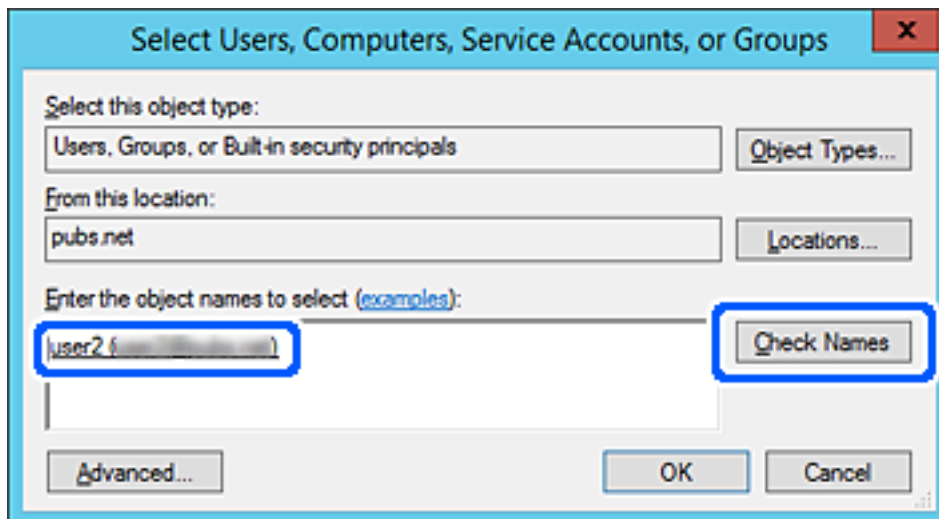 Select Users, Computers, Service Accounts, or Groups
x
Select this object type:
Users, Groups, or Built-in security principals
Object Types...
From this location:
pubs.net
Locations...
Enter the object names to select (examples):
user2 (
)
Check Names
Advanced...
OK
Cancel